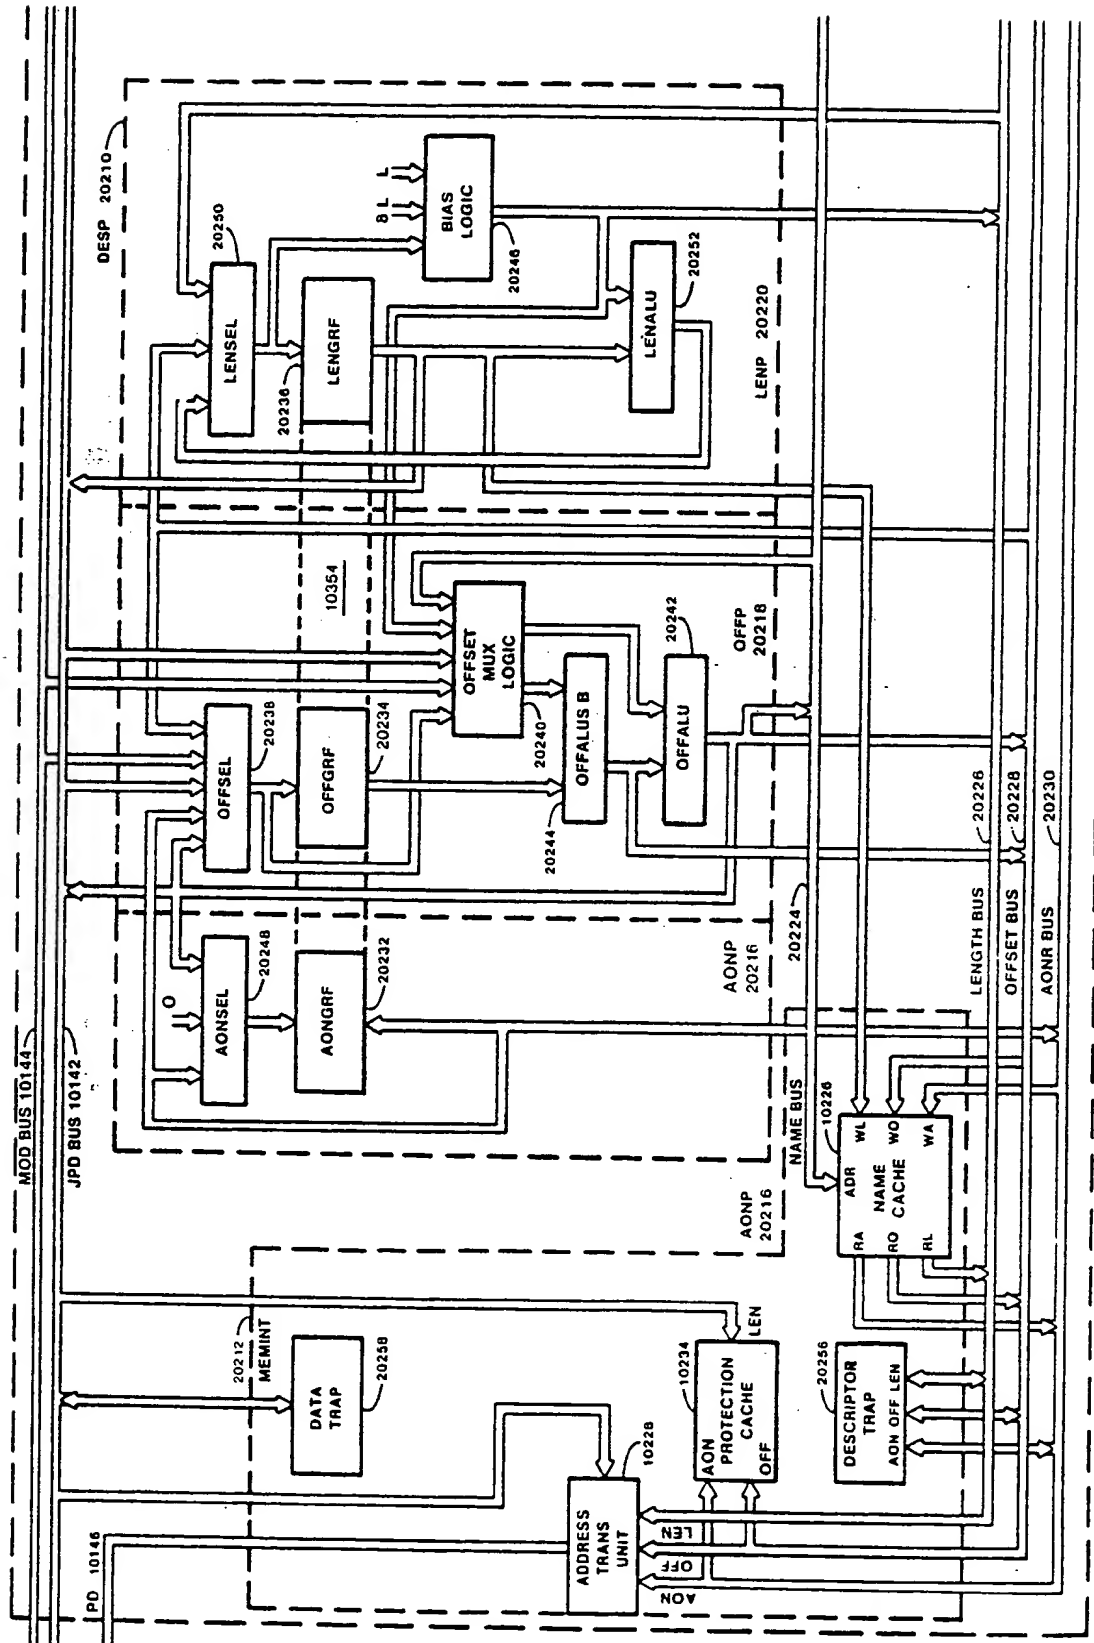 MOD BUS 10144
JPD BUS 10142
PD 10146
DESP 20210
20250
LENSEL
20236
LENGRF
8 L
L
BIAS
LOGIC
20246
LENALU
20252
LENP 20220
OFFSEL
20238
OFFGRF
20234
10354
OFFSET
MUX
LOGIC
20240
OFFALUS B
20244
OFFALU
20242
OFFP
20218
O
AONSEL
20248
AONGRF
20232
AONP
20216
20224
NAME BUS
LENGTH BUS
20226
OFFSET BUS
20228
AONR BUS
20230
AONP
20216
10226
ADR
NAME
CACHE
WL
WO
WA
RA
RO
RL
20212
MEMINT
DATA
TRAP
20258
10234
LEN
AON
PROTECTION
CACHE
OFF
20256
DESCRIPTOR
TRAP
AON OFF LEN
10228
ADDRESS
TRANS
UNIT
LEN
OFF
AON